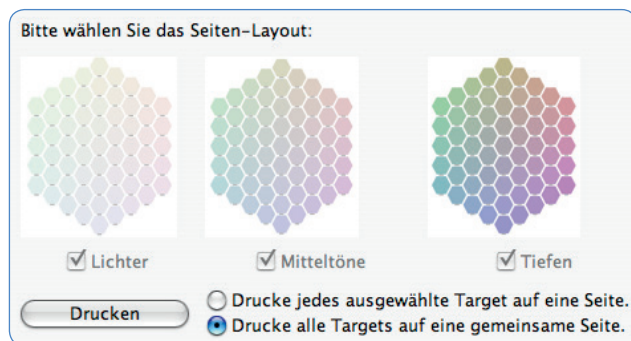 Bitte wählen Sie das Seiten-Layout:
Lichter
Mitteltöne
Tiefen
Drucken
Drucke jedes ausgewählte Target auf eine Seite.
Drucke alle Targets auf eine gemeinsame Seite.